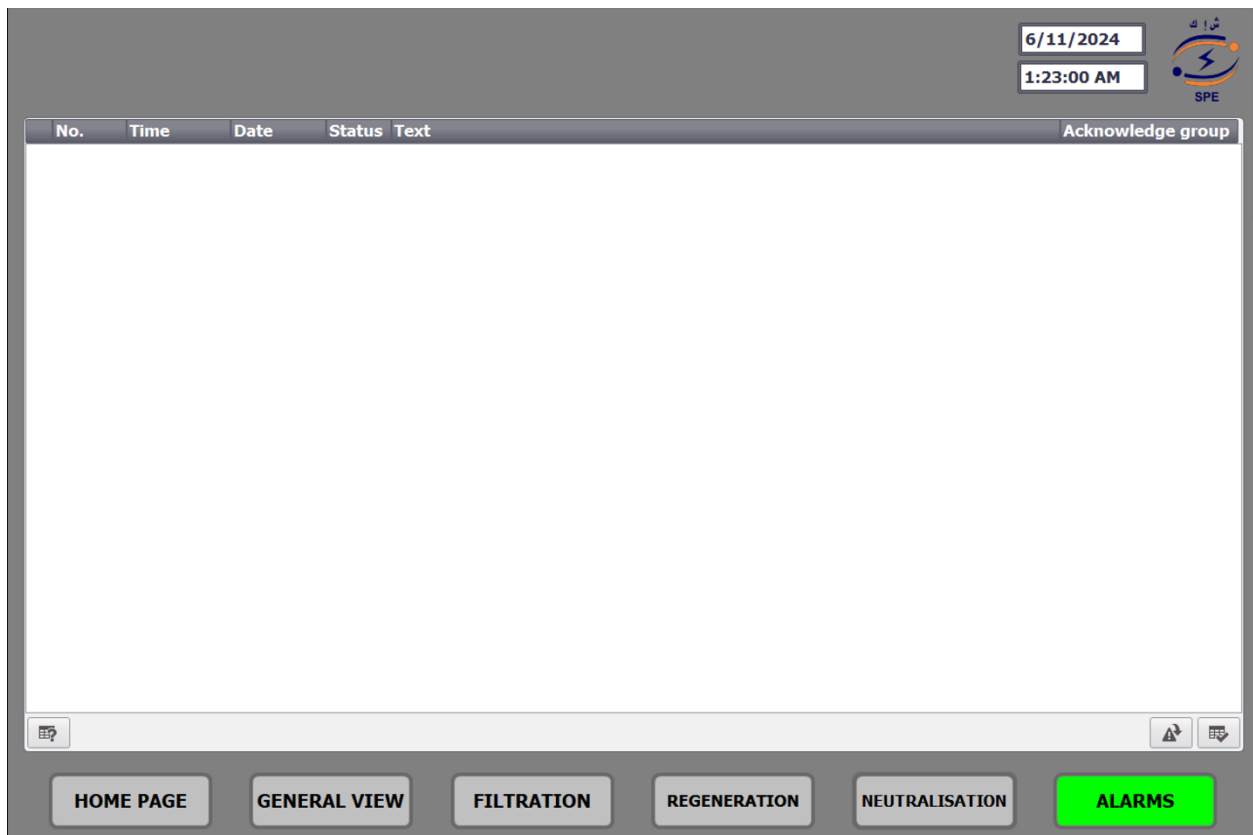 6/11/2024
ش إ ك
1:23:00 AM
SPE
No. Time Date Status Text Acknowledge group
HOME PAGE GENERAL VIEW FILTRATION REGENERATION NEUTRALISATION ALARMS